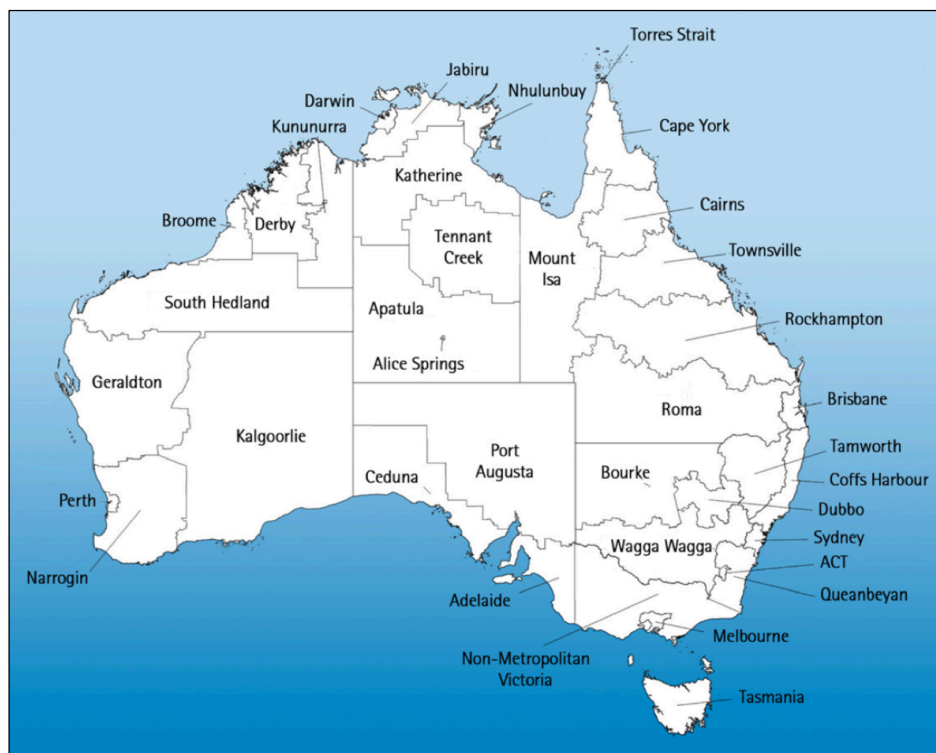 Torres Strait
Jabiru
Nhulunbuy
Darwin
Kununurra
Cape York
Katherine
Cairns
Broome
Derby
Tennant
Creek
Mount
Isa
Townsville
South Hedland
Apatula
Rockhampton
Alice Springs
Geraldton
Brisbane
Roma
Kalgoorlie
Tamworth
Port
Augusta
Bourke
Ceduna
Coffs Harbour
Perth
Dubbo
Wagga Wagga
Sydney
ACT
Narrogin
Adelaide
Queanbeyan
Melbourne
Non-Metropolitan
Victoria
Tasmania